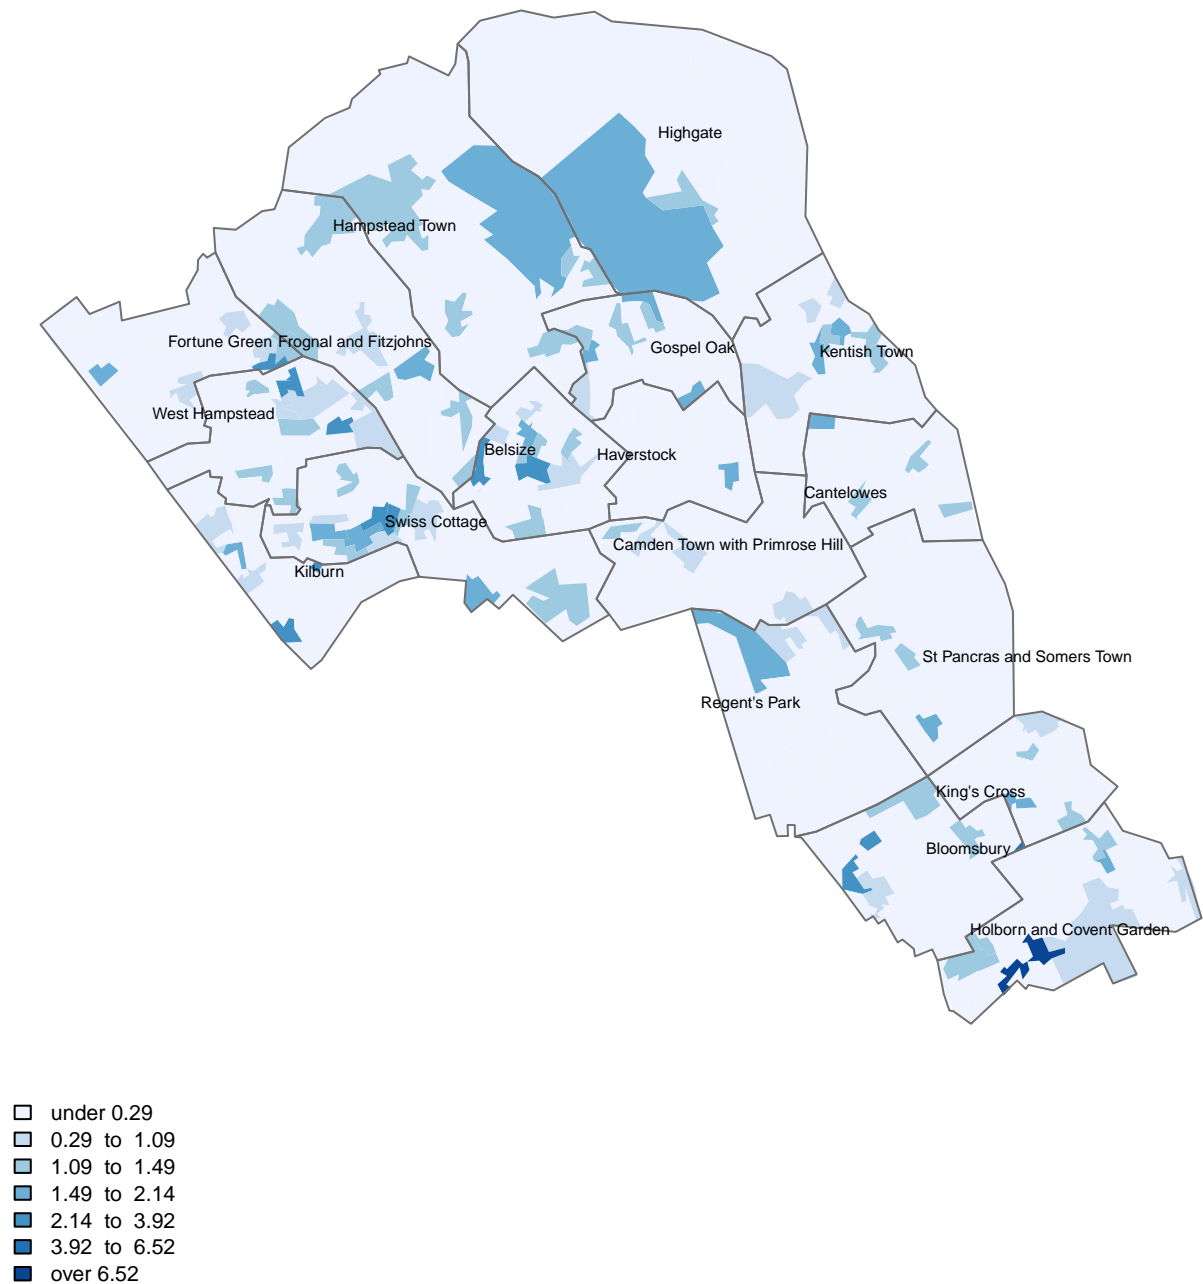 Highgate
Hampstead Town
Fortune Green
Frognal and Fitzjohns
Gospel Oak
Kentish Town
West Hampstead
Belsize
Haverstock
Cantelowes
Swiss Cottage
Camden Town with Primrose Hill
Kilburn
St Pancras and Somers Town
Regent's Park
King's Cross
Bloomsbury
Holborn and Covent Garden
under 0.29
0.29 to 1.09
1.09 to 1.49
1.49 to 2.14
2.14 to 3.92
3.92 to 6.52
over 6.52